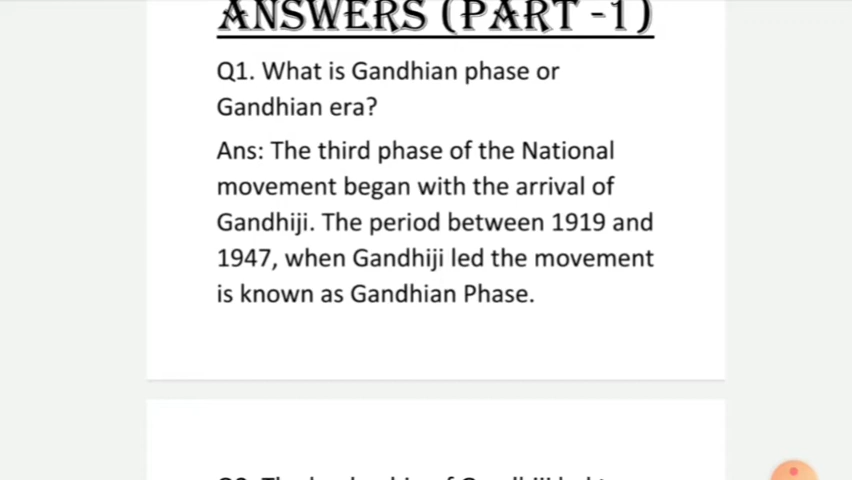 ANSWERS (PART -1)
Q1. What is Gandhian phase or
Gandhian era?
Ans: The third phase of the National
movement began with the arrival of
Gandhiji. The period between 1919 and
1947, when Gandhiji led the movement
is known as Gandhian Phase.